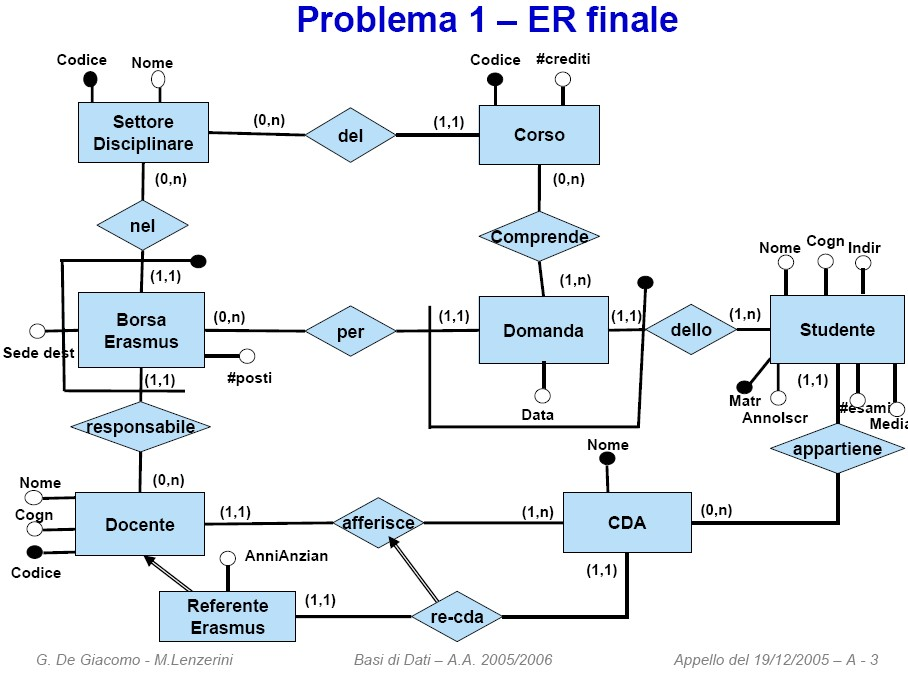 Problema 1 – ER finale
Codice
Nome
Codice
#crediti
Settore
Disciplinare
(0,n)
del
(1,1)
Corso
(0,n)
(0,n)
nel
Comprende
(1,1)
(1,n)
Nome
Cogn
Indir
Borsa
Erasmus
(0,n)
per
(1,1)
Domanda
(1,1)
dello
(1,n)
Studente
Sede dest
#posti
(1,1)
Data
(1,1)
Matr
AnnoIscr
#esami
Media
responsabile
appartiene
(0,n)
Nome
Nome
Cogn
Codice
Docente
(1,1)
afferisce
(1,n)
CDA
(0,n)
AnniAnzian
(1,1)
Referente
Erasmus
(1,1)
re-cda
G. De Giacomo - M.Lenzerini
Basi di Dati – A.A. 2005/2006
Appello del 19/12/2005 – A - 3